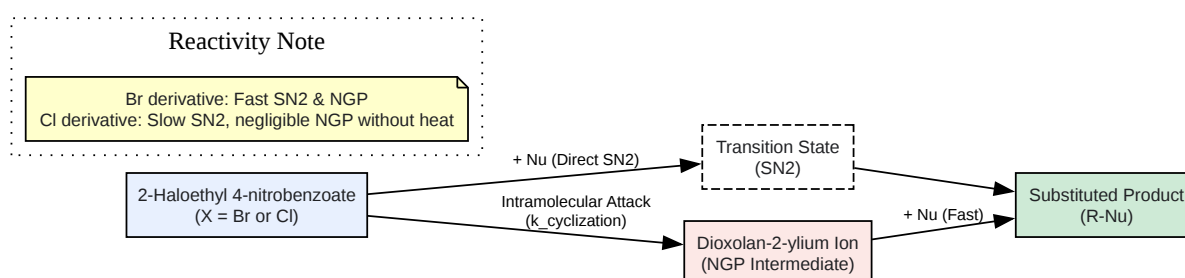 Reactivity Note
Br derivative: Fast SN2 & NGP
Cl derivative: Slow SN2, negligible NGP without heat
2-Haloethyl 4-nitrobenzoate
(X = Br or Cl)
+ Nu (Direct SN2)
Intramolecular Attack
(k_cyclization)
Transition State
(SN2)
Dioxolan-2-ylium Ion
(NGP Intermediate)
+ Nu (Fast)
Substituted Product
(R-Nu)